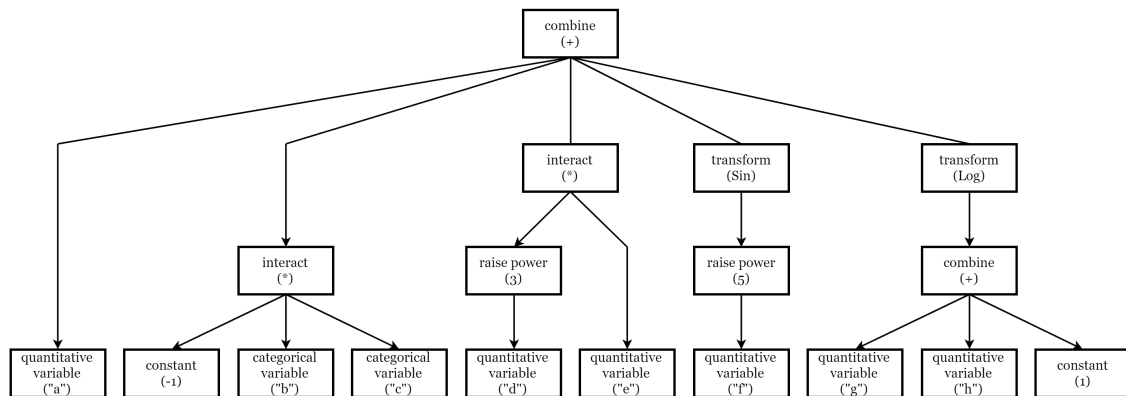 combine
(+)
interact
(*)
transform
(Sin)
transform
(Log)
interact
(*)
raise power
(3)
raise power
(5)
combine
(+)
quantitative
variable
("a")
constant
(-1)
categorical
variable
("b")
categorical
variable
("c")
quantitative
variable
("d")
quantitative
variable
("e")
quantitative
variable
("f")
quantitative
variable
("g")
quantitative
variable
("h")
constant
(1)